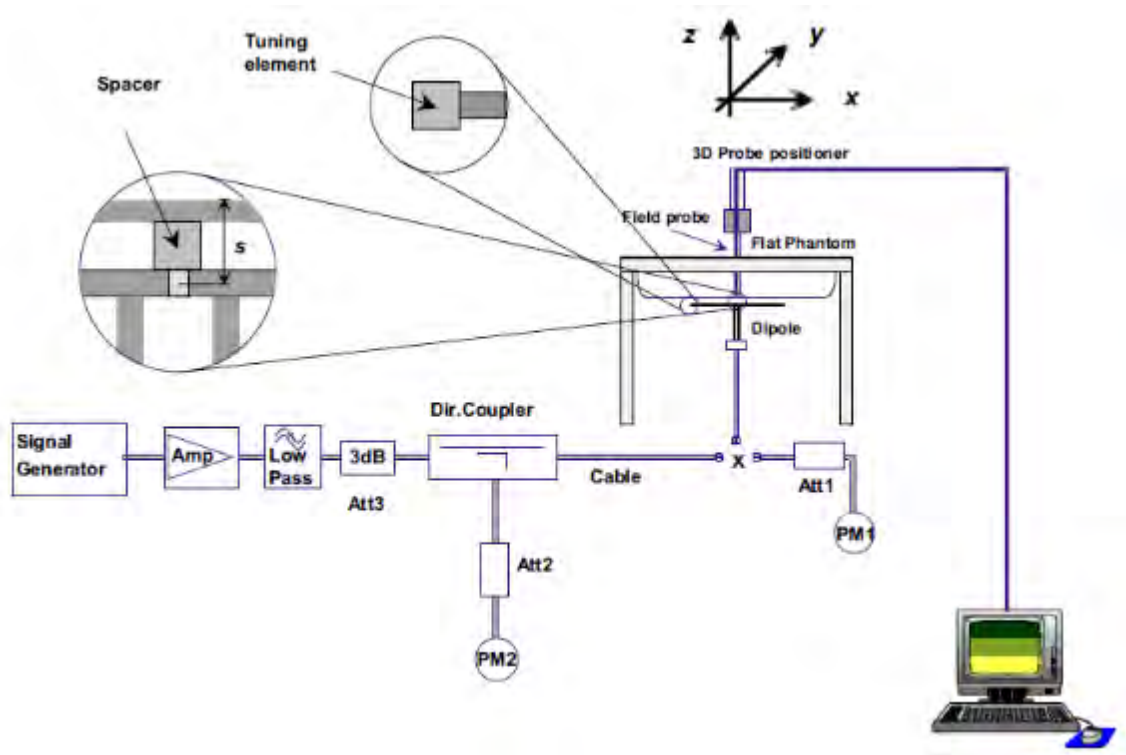 Tuning
element
Spacer
z
y
x
3D Probe positioner
Field probe
Flat Phantom
s
Dipole
Dir.Coupler
Signal
Generator
Amp
Low
Pass
3dB
Att3
Cable
x
Att1
PM1
Att2
PM2